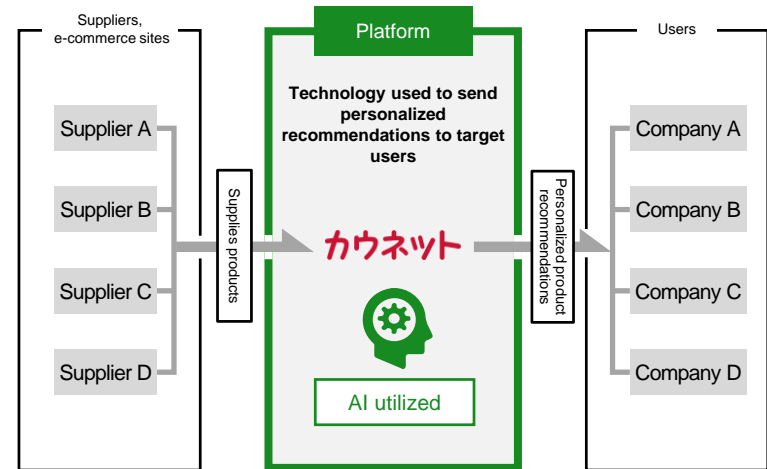 Suppliers,
e-commerce sites
Supplier A
Supplier B
Supplier C
Supplier D
Supplies products
Platform
Technology used to send
personalized
recommendations to target
users
カウネット
AI utilized
Personalized product
recommendations
Users
Company A
Company B
Company C
Company D